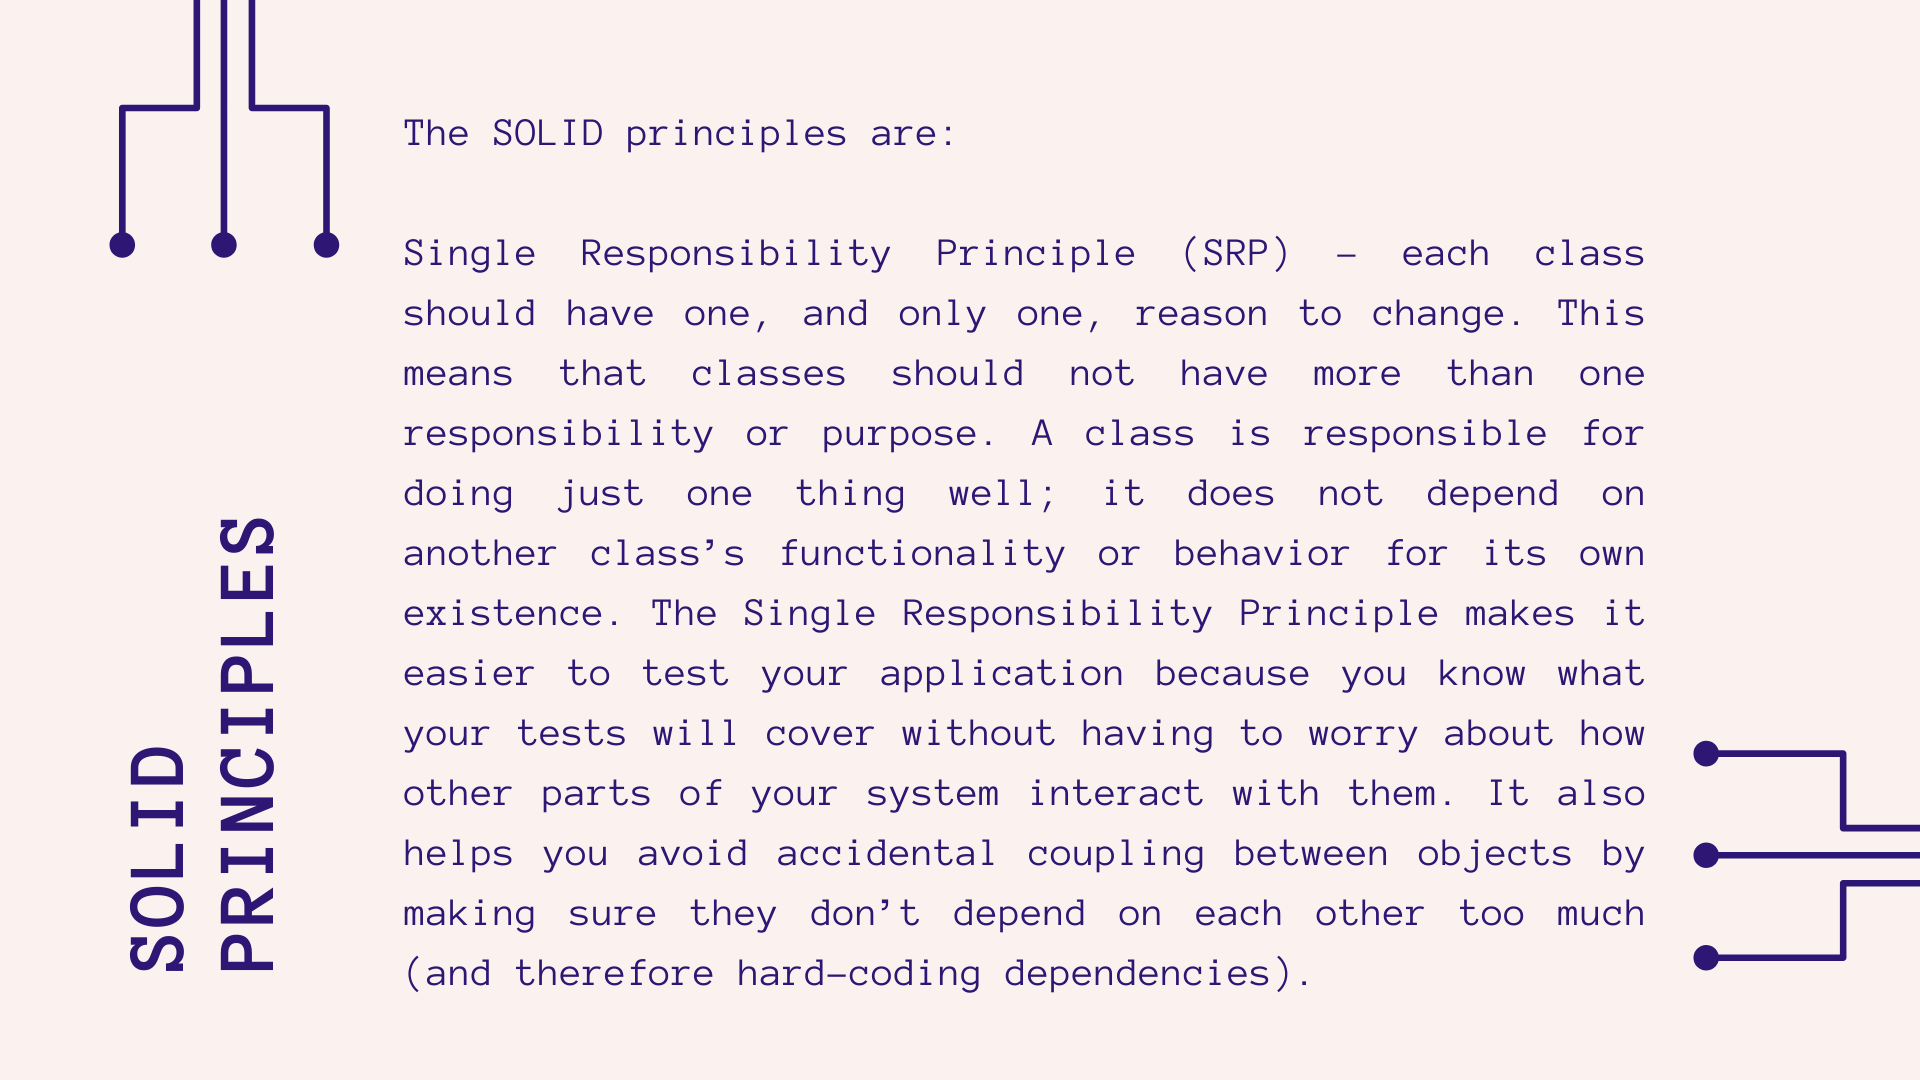 SOLID
PRINCIPLES
The SOLID principles are:
Single Responsibility Principle (SRP) – each class
should have one, and only one, reason to change. This
means that classes should not have more than one
responsibility or purpose. A class is responsible for
doing just one thing well; it does not depend on
another class’s functionality or behavior for its own
existence. The Single Responsibility Principle makes it
easier to test your application because you know what
your tests will cover without having to worry about how
other parts of your system interact with them. It also
helps you avoid accidental coupling between objects by
making sure they don’t depend on each other too much
(and therefore hard-coding dependencies).